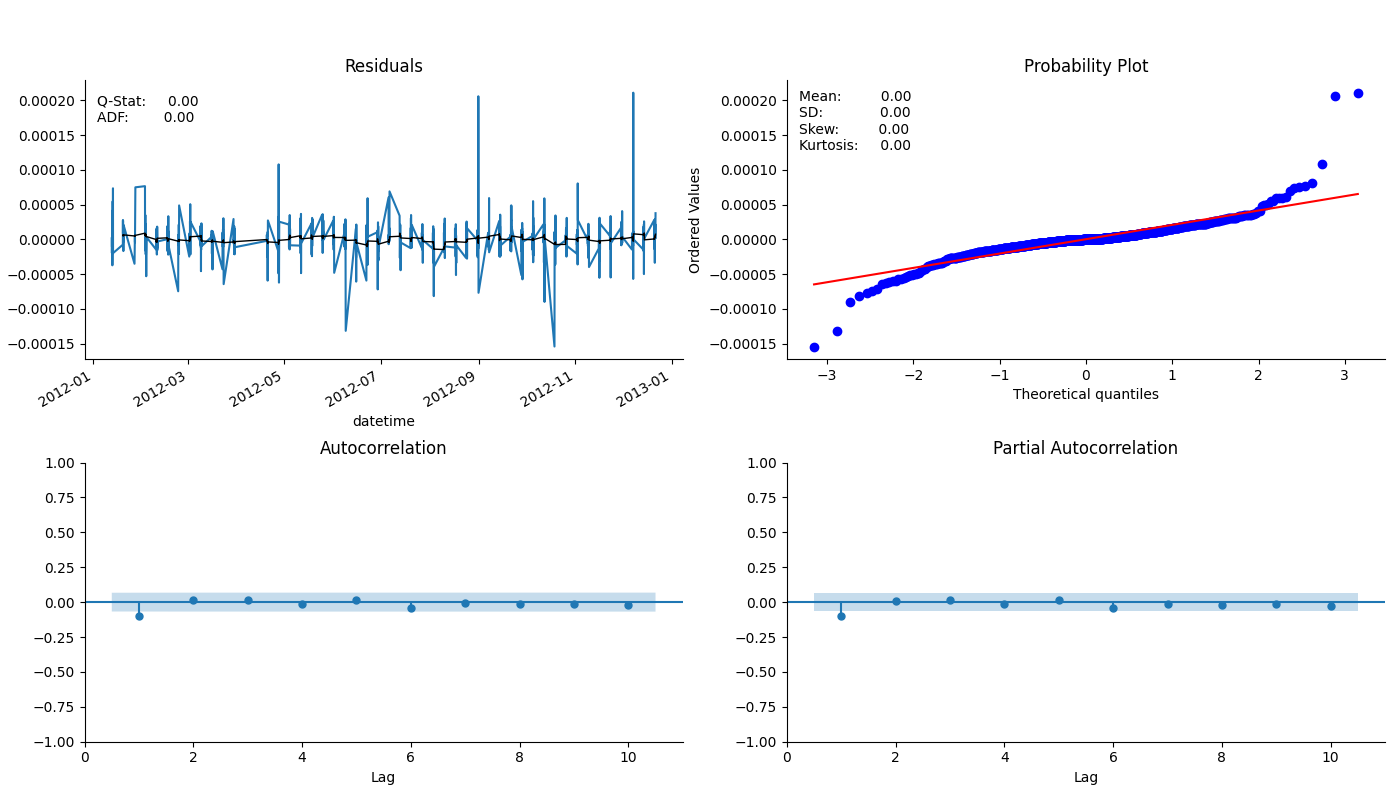 Residuals
Q-Stat: 0.00
ADF: 0.00
0.00020
0.00015
0.00010
0.00005
0.00000
−0.00005
−0.00010
−0.00015
2012-01
2012-03
2012-05
2012-07
2012-09
2012-11
2013-01
datetime
Probability Plot
Mean: 0.00
SD: 0.00
Skew: 0.00
Kurtosis: 0.00
Ordered Values
0.00020
0.00015
0.00010
0.00005
0.00000
−0.00005
−0.00010
−0.00015
−3 −2 −1 0 1 2 3
Theoretical quantiles
Autocorrelation
1.00
0.75
0.50
0.25
0.00
−0.25
−0.50
−0.75
−1.00
0 2 4 6 8 10
Lag
Partial Autocorrelation
1.00
0.75
0.50
0.25
0.00
−0.25
−0.50
−0.75
−1.00
0 2 4 6 8 10
Lag